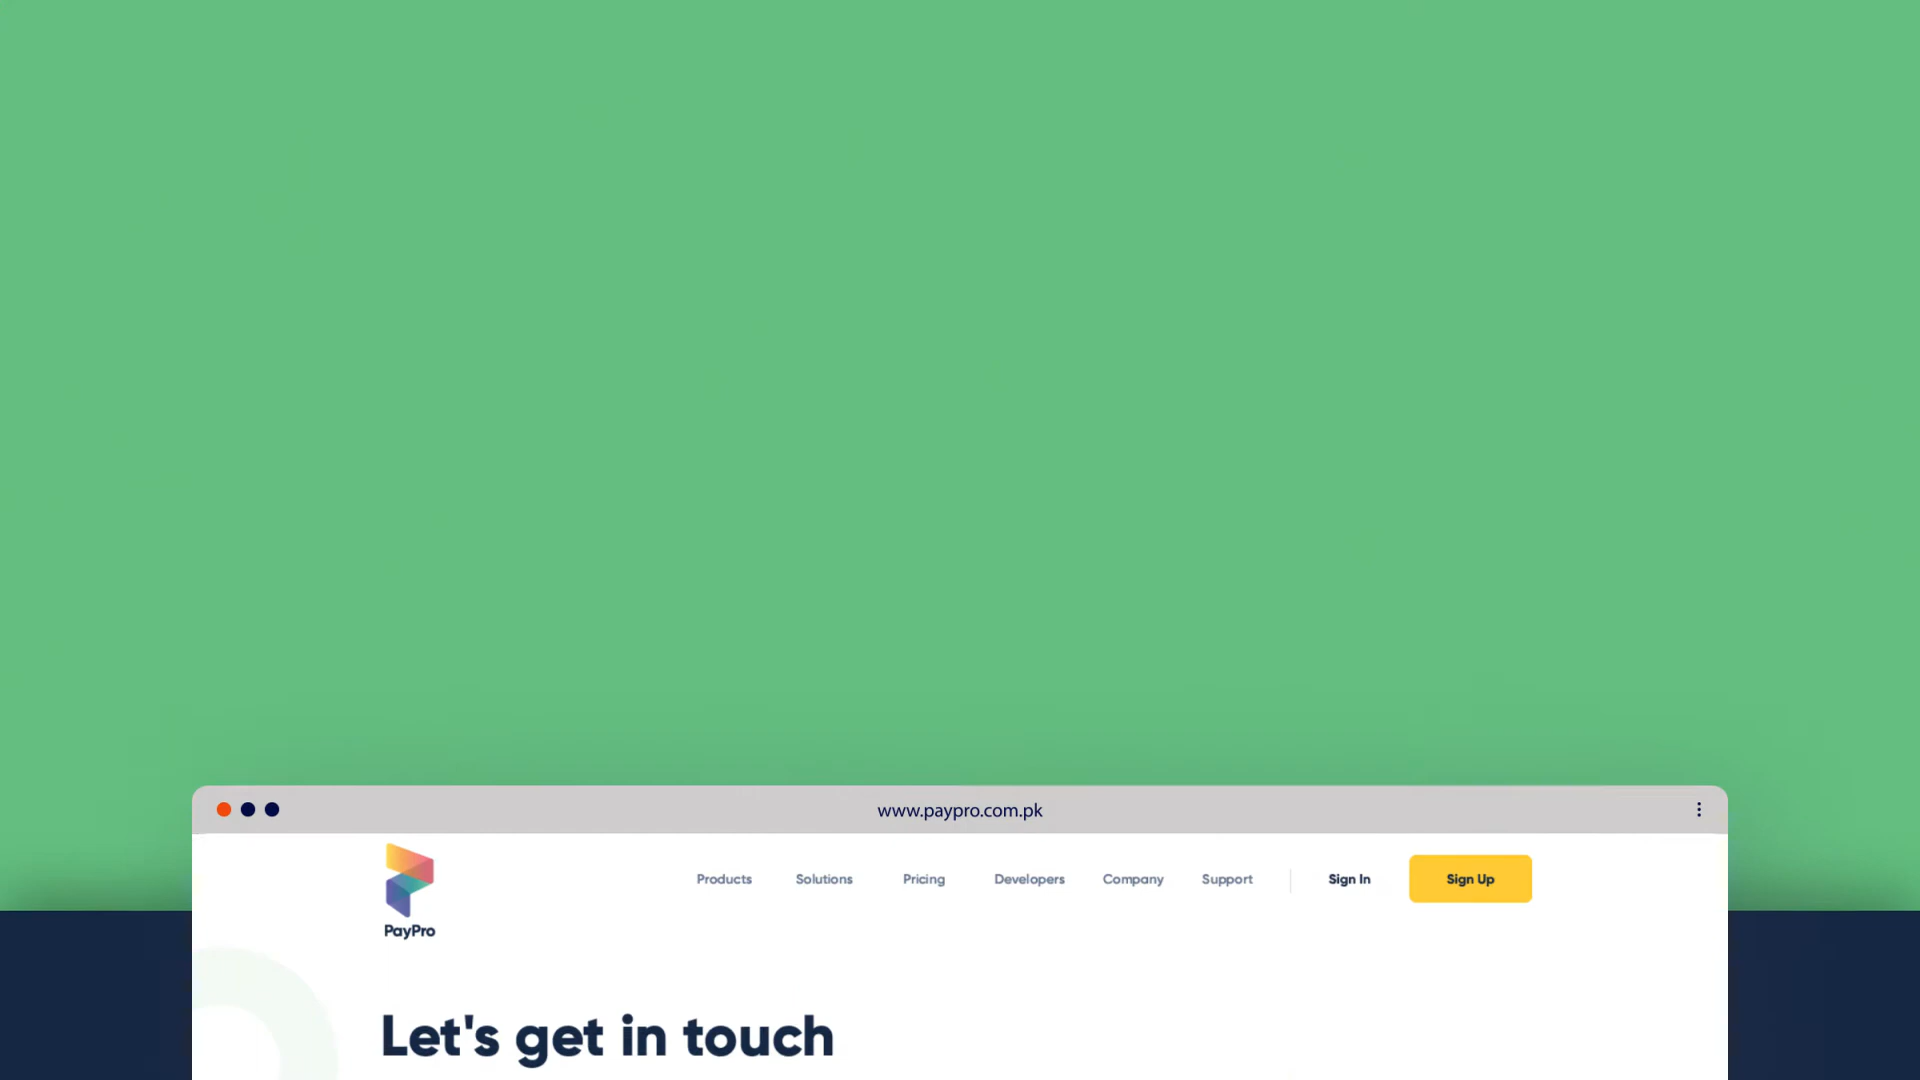 www.paypro.com.pk
Products Solutions Pricing Developers Company Support Sign In Sign Up
PayPro
Let's get in touch